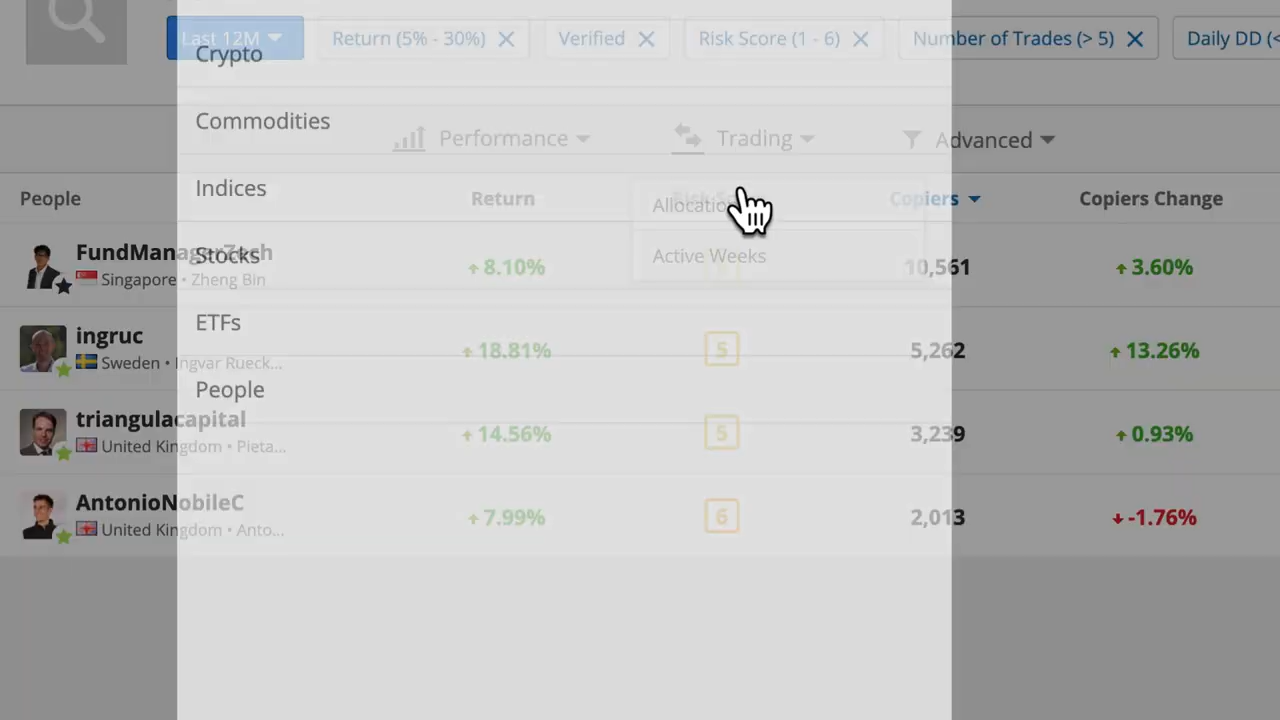 Last 12M Return (5% - 30%) Verified Risk Score (1 - 6) Number of Trades (> 5) Daily DD (<
Crypto
Commodities
Performance Trading Advanced
Indices
People Return Copiers Copiers Change
Allocation
FundManagerZech 8.10% 10,561 3.60%
Stocks Active Weeks
Singapore • Zheng Bin
ETFs
ingruc 18.81% 5 5,262 13.26%
Sweden • Ingvar Rueck...
People
triangulacapital 14.56% 5 3,239 0.93%
United Kingdom • Pieta...
AntonioNobileC 7.99% 6 2,013 -1.76%
United Kingdom • Anto...